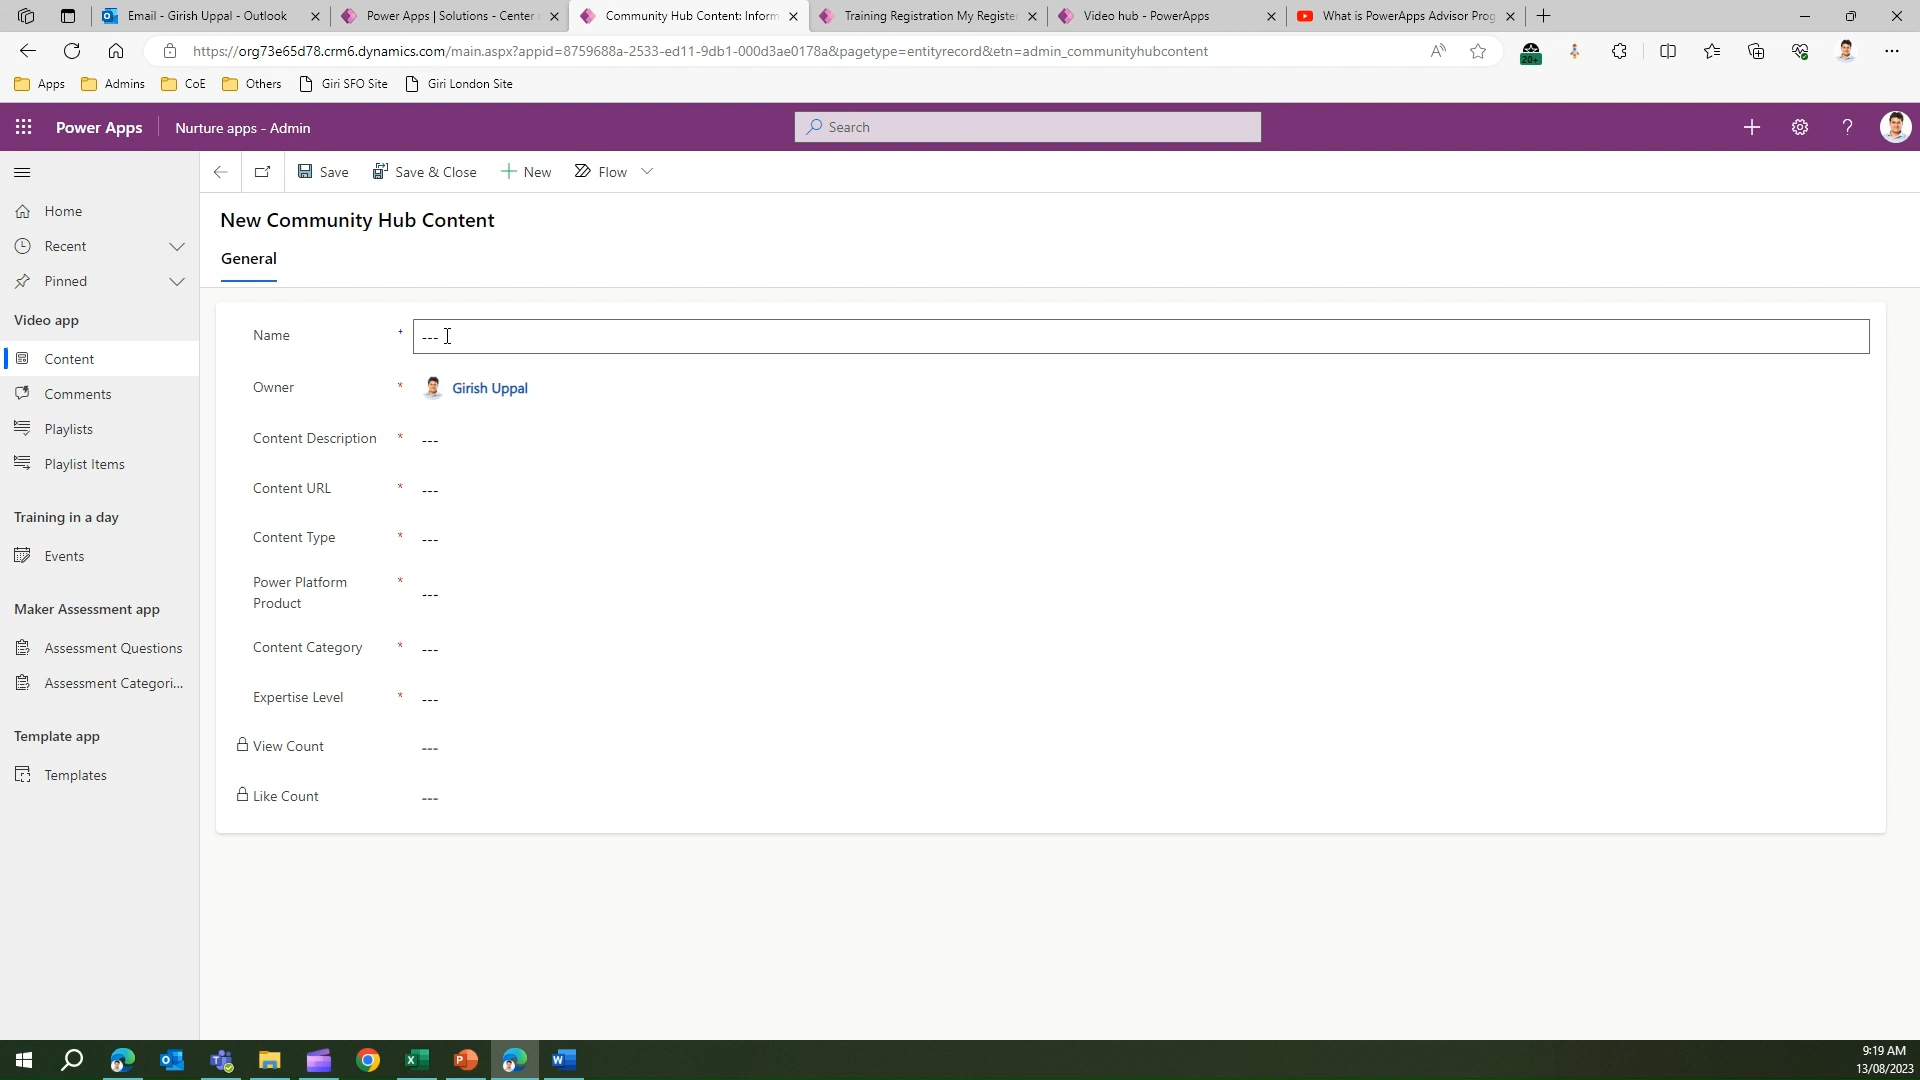 Email - Girish Uppal - Outlook
Power Apps | Solutions - Center
Community Hub Content: Inform
Training Registration My Registe
Video hub - PowerApps
What is PowerApps Advisor Prog
https://org73e65d78.crm6.dynamics.com/main.aspx?appid=8759688a-2533-ed11-9db1-000d3ae0178a&pagetype=entityrecord&etn=admin_communityhubcontent
20+
Apps
Admins
CoE
Others
Giri SFO Site
Giri London Site
Power Apps
Nurture apps - Admin
Search
Save
Save & Close
New
Flow
New Community Hub Content
General
Home
Recent
Pinned
Video app
Content
Comments
Playlists
Playlist Items
Training in a day
Events
Maker Assessment app
Assessment Questions
Assessment Categori...
Template app
Templates
Name + ---
Owner * Girish Uppal
Content Description * ---
Content URL * ---
Content Type * ---
Power Platform
Product * ---
Content Category * ---
Expertise Level * ---
View Count ---
Like Count ---
9:19 AM
13/08/2023